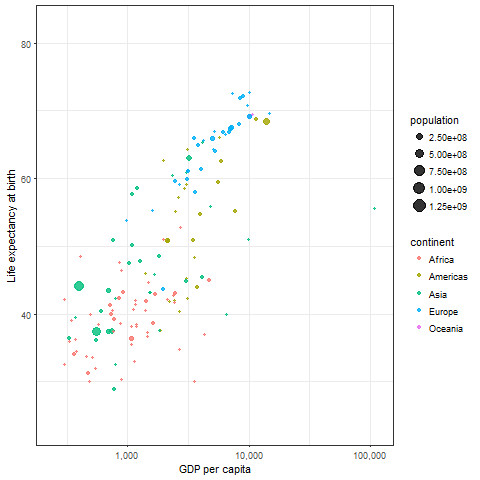 80
60
40
Life expectancy at birth
1,000
10,000
100,000
GDP per capita
population
2.50e+08
5.00e+08
7.50e+08
1.00e+09
1.25e+09
continent
Africa
Americas
Asia
Europe
Oceania